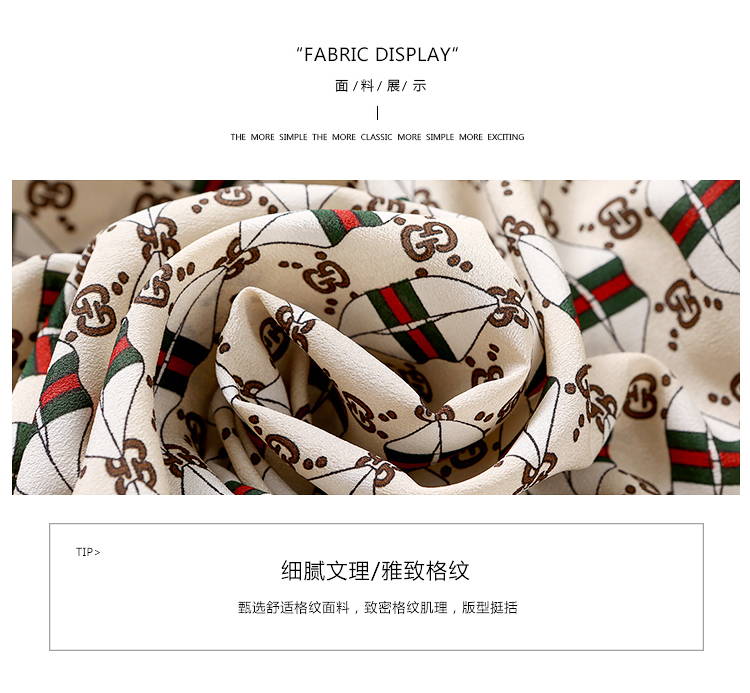 “FABRIC DISPLAY”
面/料/展/示
THE MORE SIMPLE THE MORE CLASSIC MORE SIMPLE MORE EXCITING
TIP>
细腻文理/雅致格纹
甄选舒适格纹面料，致密格纹肌理，版型挺括